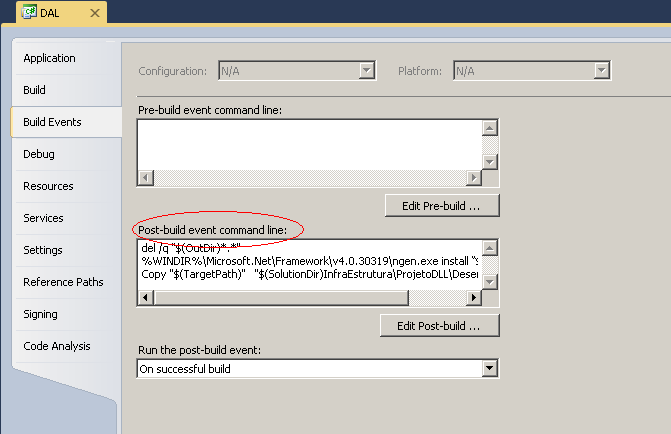 DAL
Application
Build
Build Events
Debug
Resources
Services
Settings
Reference Paths
Signing
Code Analysis
Configuration: N/A Platform: N/A
Pre-build event command line:
Edit Pre-build ...
Post-build event command line:
del /q "$(OutDir)*.*"
%WINDIR%\Microsoft.Net\Framework\v4.0.30319\ngen.exe install "$
Copy "$(TargetPath)" "$(SolutionDir)InfraEstrutura\ProjetoDLL\Deser
Edit Post-build ...
Run the post-build event:
On successful build